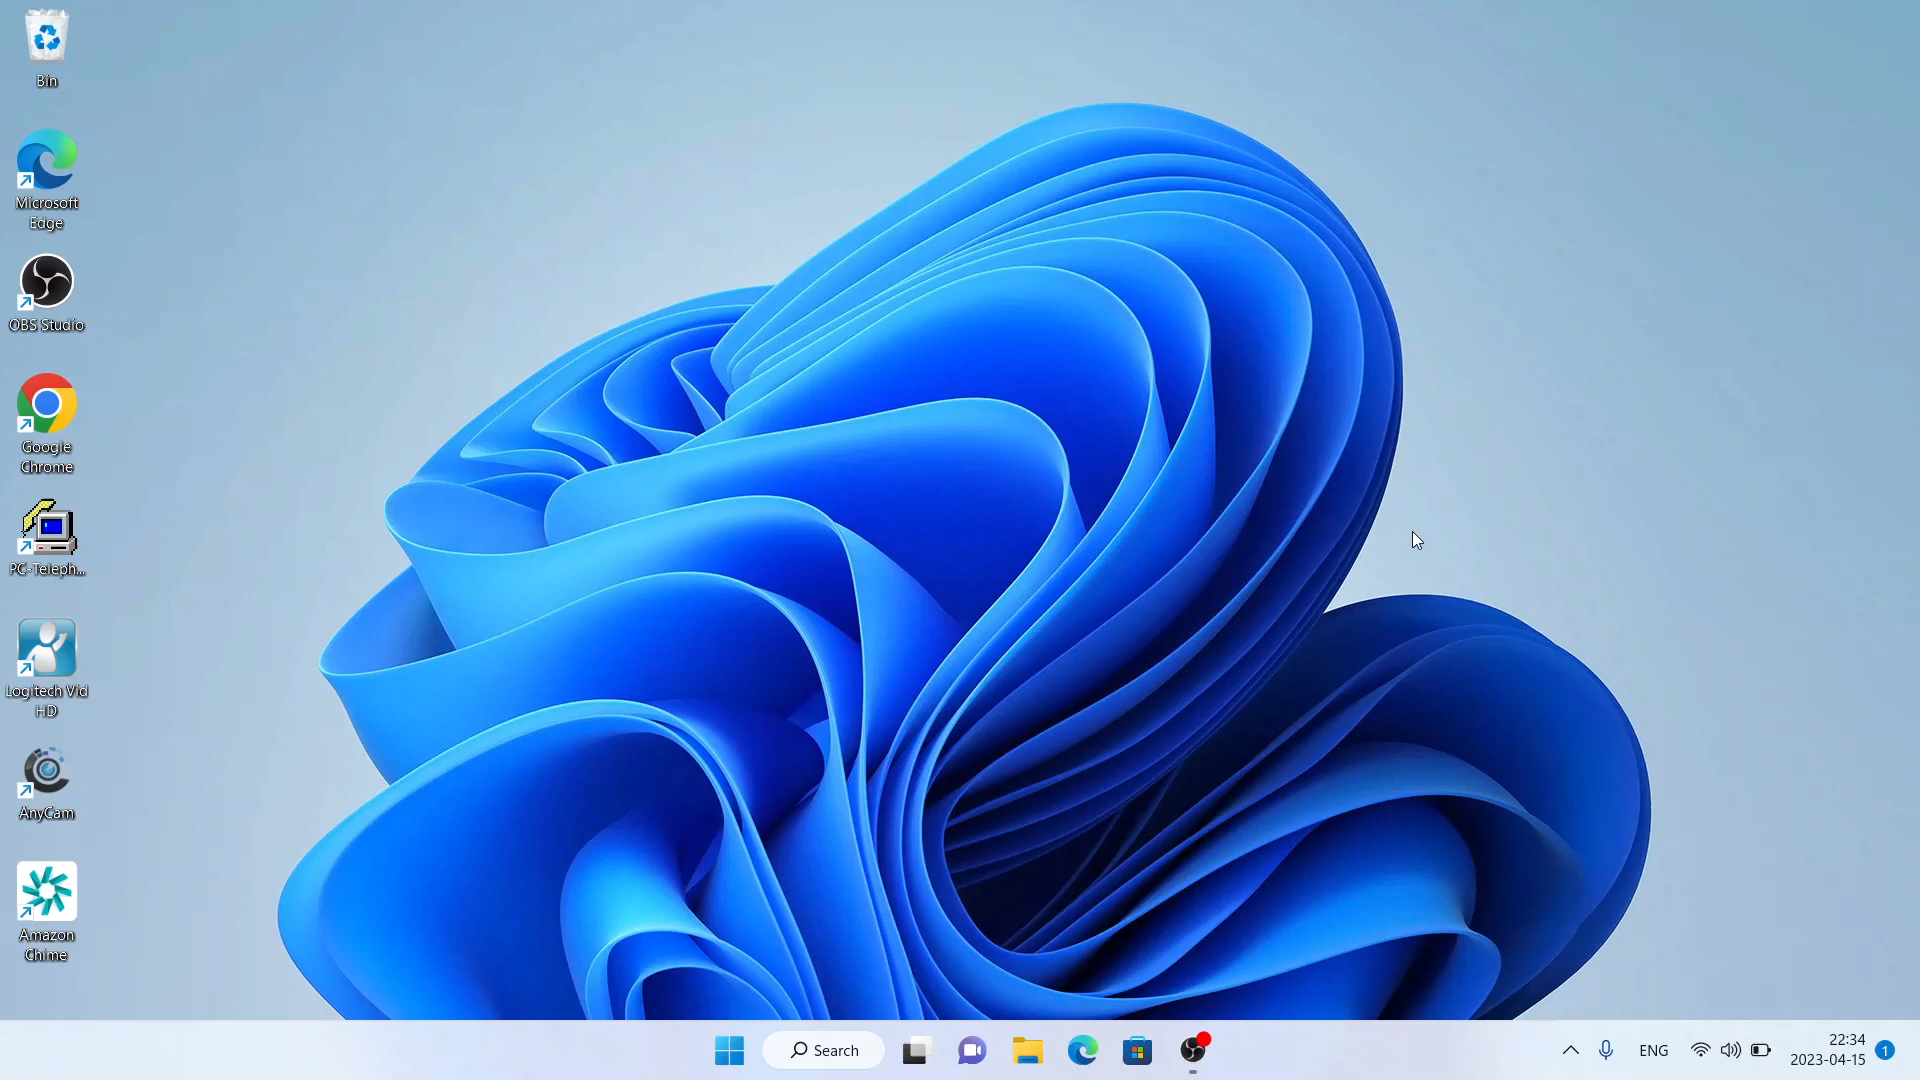 Bin
Microsoft
Edge
OBS Studio
Google
Chrome
PC-Teleph...
Logitech Vid
HD
AnyCam
Amazon
Chime
Search
ENG
22:34
2023-04-15
1